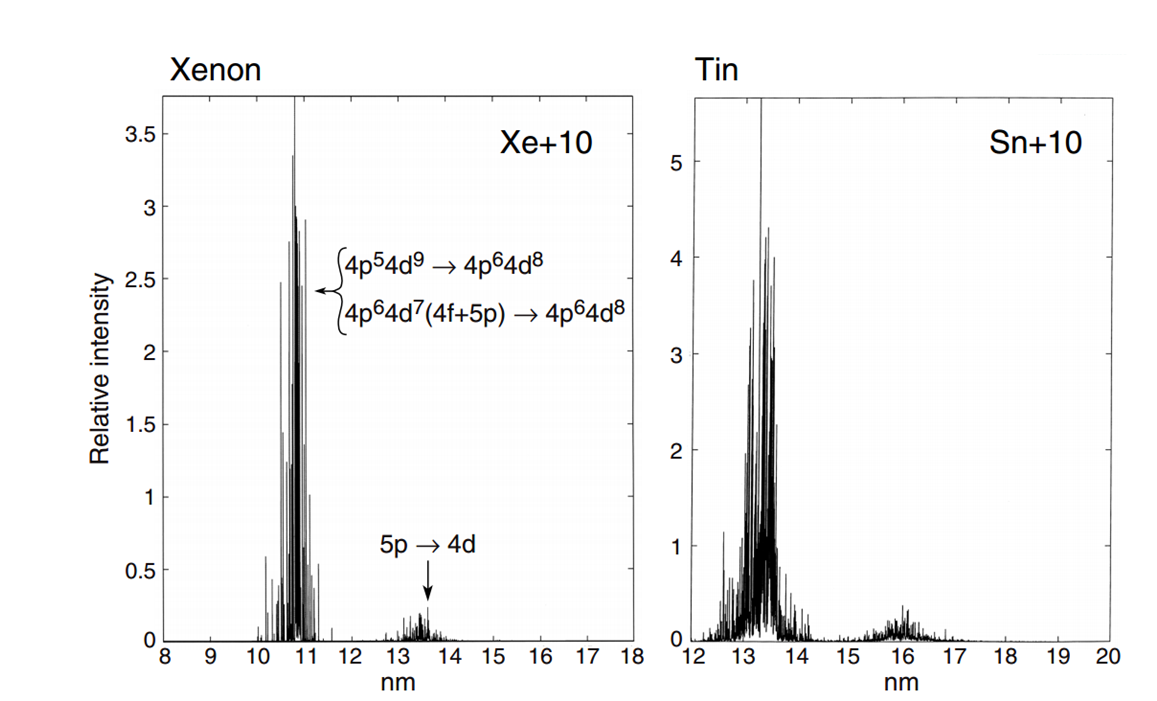 Xenon
Xe+10
3.5
3
2.5
2
1.5
1
0.5
0
Relative intensity
4p⁵4d⁹ → 4p⁶4d⁸
4p⁶4d⁷(4f+5p) → 4p⁶4d⁸
5p → 4d
8 9 10 11 12 13 14 15 16 17 18
nm
Tin
Sn+10
5
4
3
2
1
0
12 13 14 15 16 17 18 19 20
nm